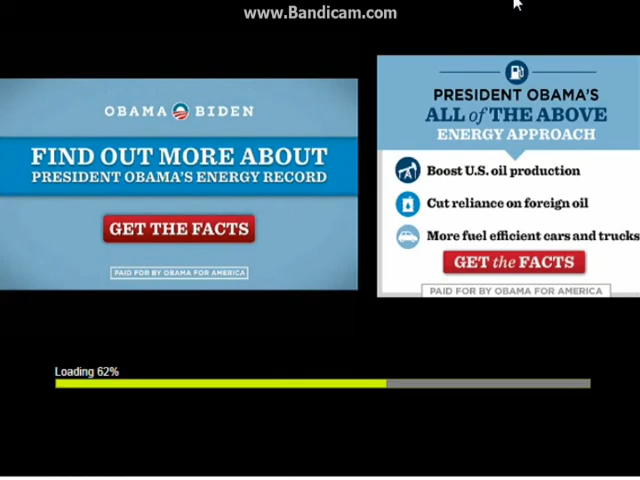 www.Bandicam.com
OBAMA BIDEN
FIND OUT MORE ABOUT
PRESIDENT OBAMA'S ENERGY RECORD
GET THE FACTS
PAID FOR BY OBAMA FOR AMERICA
PRESIDENT OBAMA'S
ALL of THE ABOVE
ENERGY APPROACH
Boost U.S. oil production
Cut reliance on foreign oil
More fuel efficient cars and trucks
GET the FACTS
PAID FOR BY OBAMA FOR AMERICA
Loading 62%